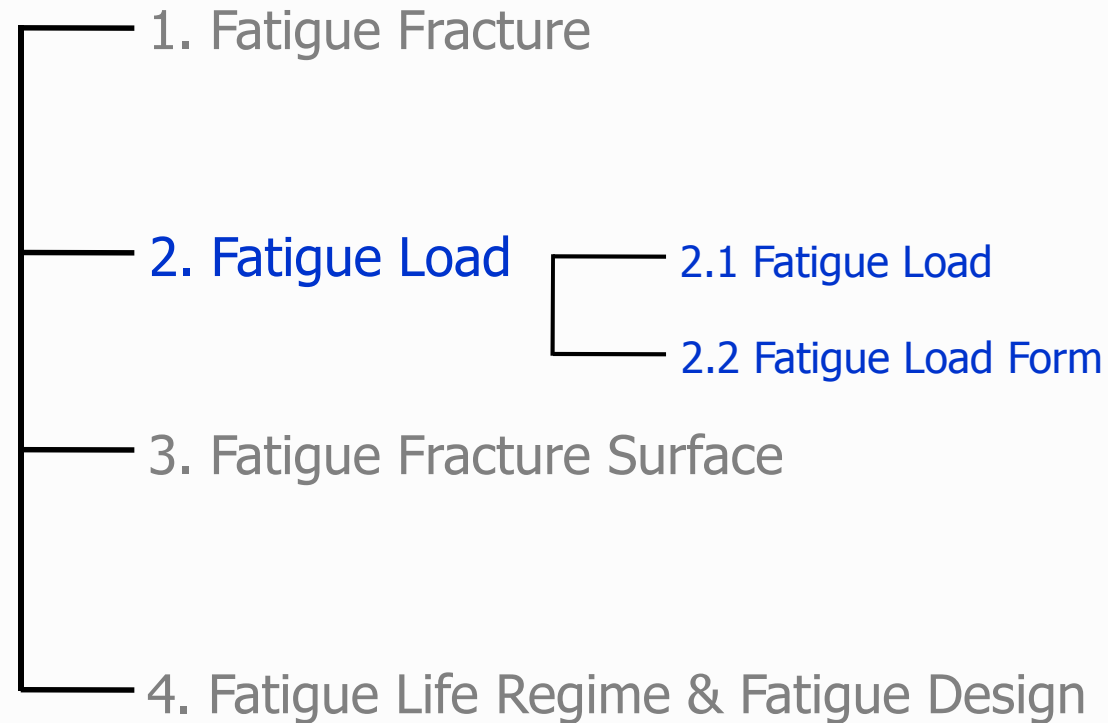 1. Fatigue Fracture
2. Fatigue Load
2.1 Fatigue Load
2.2 Fatigue Load Form
3. Fatigue Fracture Surface
4. Fatigue Life Regime & Fatigue Design